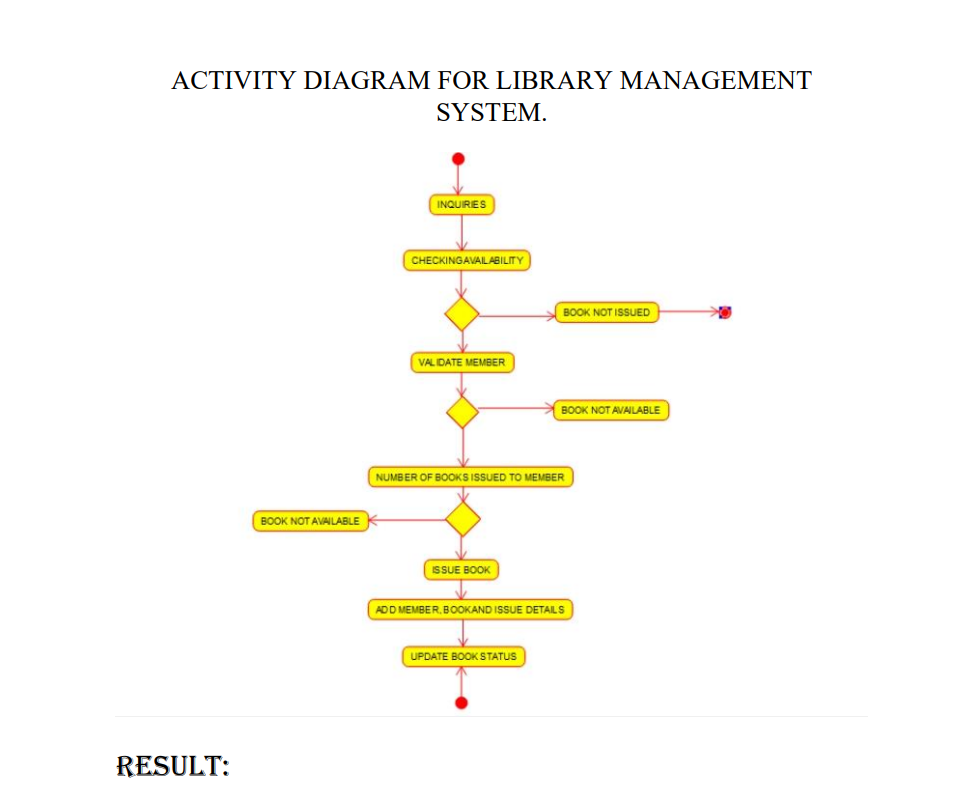 ACTIVITY DIAGRAM FOR LIBRARY MANAGEMENT
SYSTEM.
INQUIRIES
CHECKINGAVAILABILITY
BOOK NOT ISSUED
VALIDATE MEMBER
BOOK NOT AVAILABLE
NUMBER OF BOOKS ISSUED TO MEMBER
BOOK NOT AVAILABLE
ISSUE BOOK
ADD MEMBER, BOOKAND ISSUE DETAILS
UPDATE BOOK STATUS
RESULT: